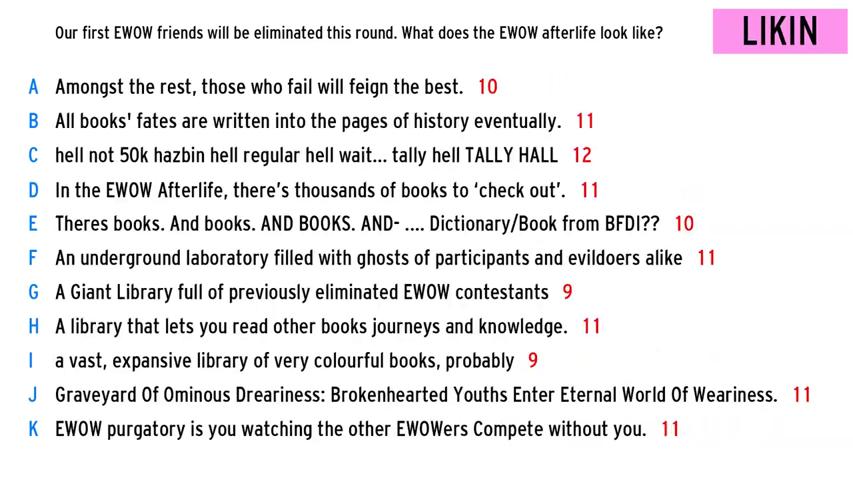 Our first EWOW friends will be eliminated this round. What does the EWOW afterlife look like?
LIKIN
A Amongst the rest, those who fail will feign the best. 10
B All books' fates are written into the pages of history eventually. 11
C hell not 50k hazbin hell regular hell wait... tally hell TALLY HALL 12
D In the EWOW Afterlife, there's thousands of books to ‘check out’. 11
E Theres books. And books. AND BOOKS. AND- .... Dictionary/Book from BFDI?? 10
F An underground laboratory filled with ghosts of participants and evildoers alike 11
G A Giant Library full of previously eliminated EWOW contestants 9
H A library that lets you read other books journeys and knowledge. 11
I a vast, expansive library of very colourful books, probably 9
J Graveyard Of Ominous Dreariness: Brokenhearted Youths Enter Eternal World Of Weariness. 11
K EWOW purgatory is you watching the other EWOWers Compete without you. 11